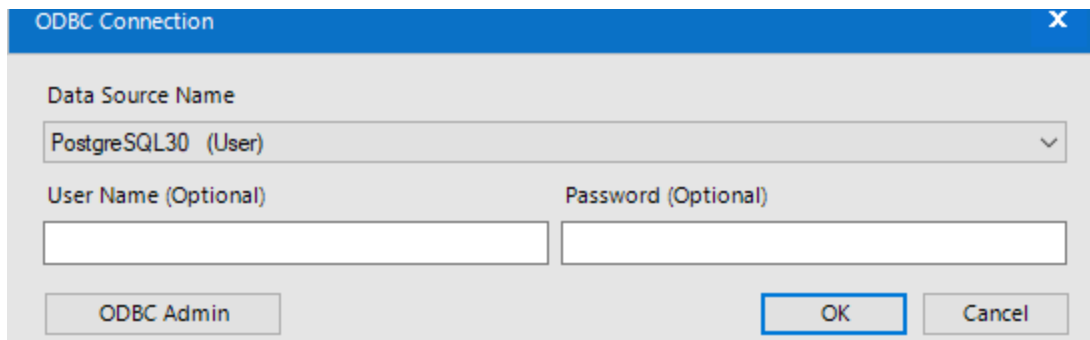 ODBC Connection X
Data Source Name
PostgreSQL30 (User)
User Name (Optional) Password (Optional)
ODBC Admin OK Cancel